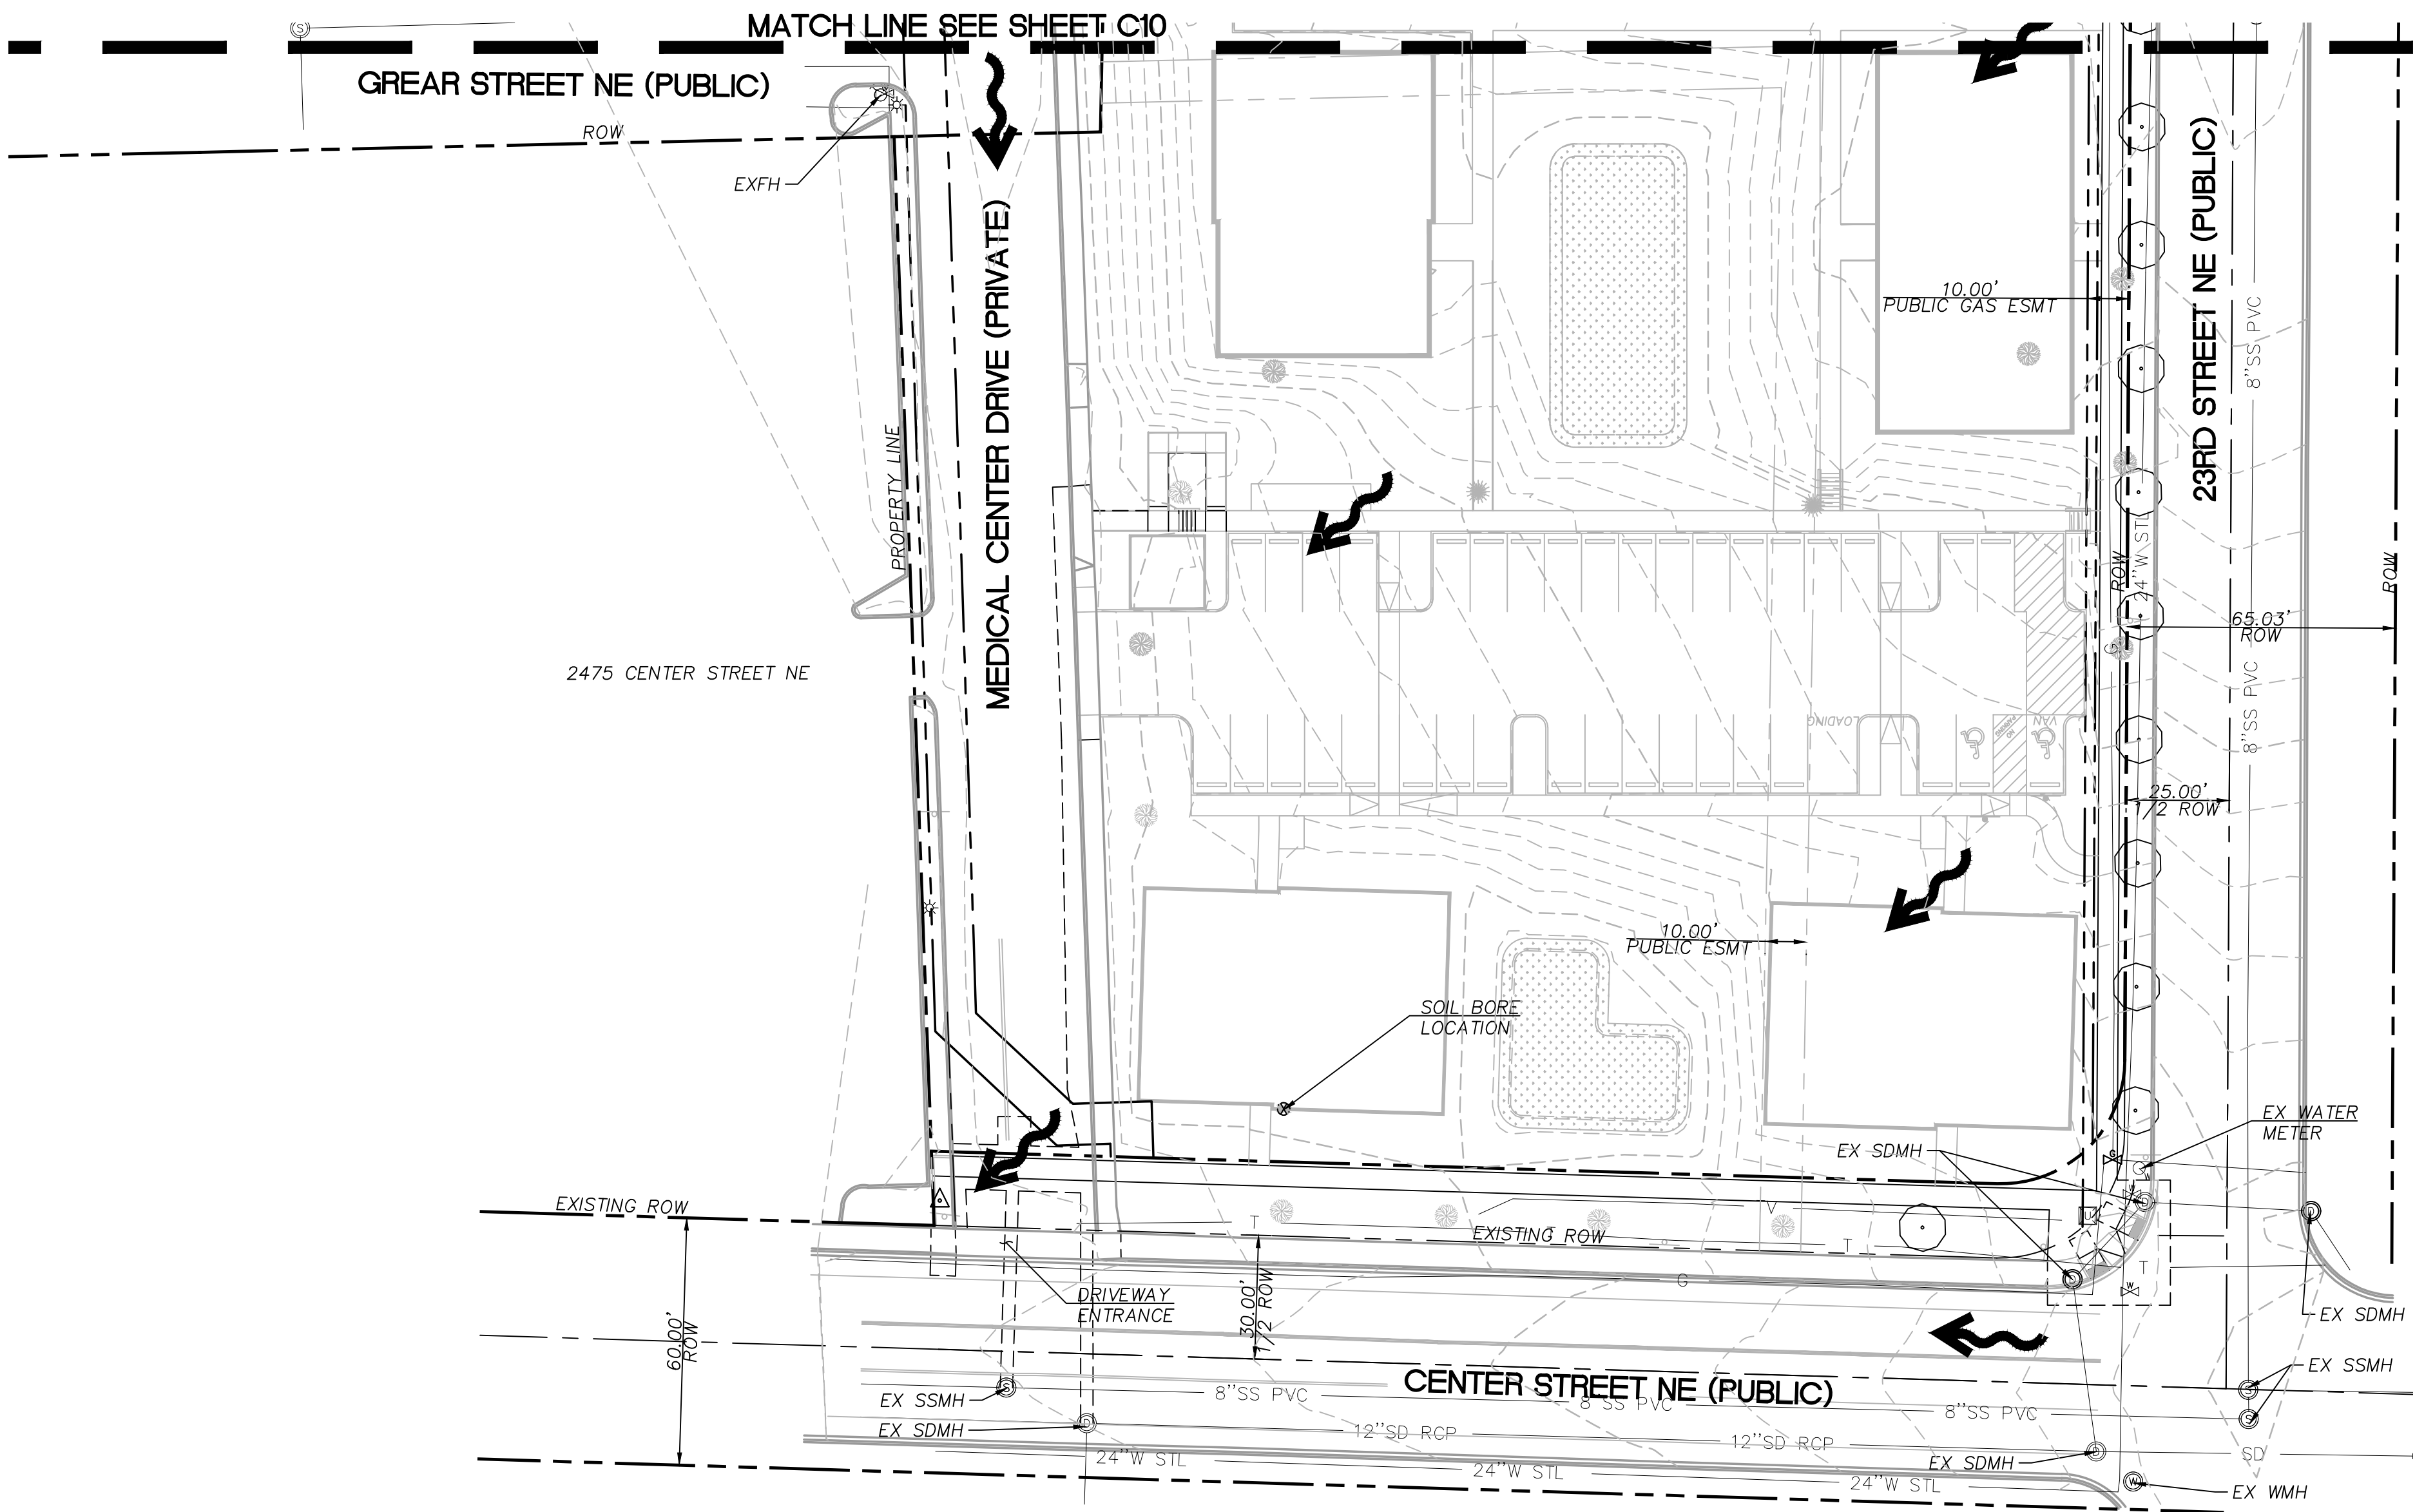 MATCH LINE SEE SHEET C10
S
GREAR STREET NE (PUBLIC)
ROW
EXFH
MEDICAL CENTER DRIVE (PRIVATE)
PROPERTY LINE
2475 CENTER STREET NE
10.00'
PUBLIC GAS ESMT
23RD STREET NE (PUBLIC)
8''SS PVC
24''W STL
ROW
ROW
G
65.03'
ROW
8''SS PVC
25.00'
1/2 ROW
LOADING
NO
PARKING
VAN
10.00'
PUBLIC ESMT
SOIL BORE
LOCATION
EX SDMH
EX WATER
METER
G
W
W
D
D
U
EXISTING ROW
T
V
T
EXISTING ROW
T
G
D
T
W
60.00'
ROW
DRIVEWAY
ENTRANCE
30.00'
1/2 ROW
EX SDMH
CENTER STREET NE (PUBLIC)
EX SSMH
S
8''SS PVC
8''SS PVC
8''SS PVC
S
S
EX SSMH
EX SDMH
D
12''SD RCP
12''SD RCP
D
SD
24''W STL
24''W STL
24''W STL
EX SDMH
W
EX WMH